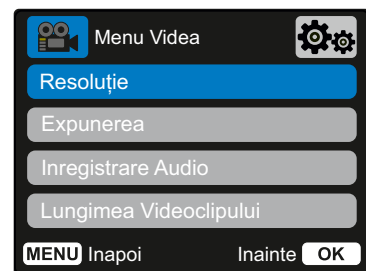 Menu Videa
Resoluție
Expunerea
Inregistrare Audio
Lungimea Videoclipului
MENU Inapoi Inainte OK